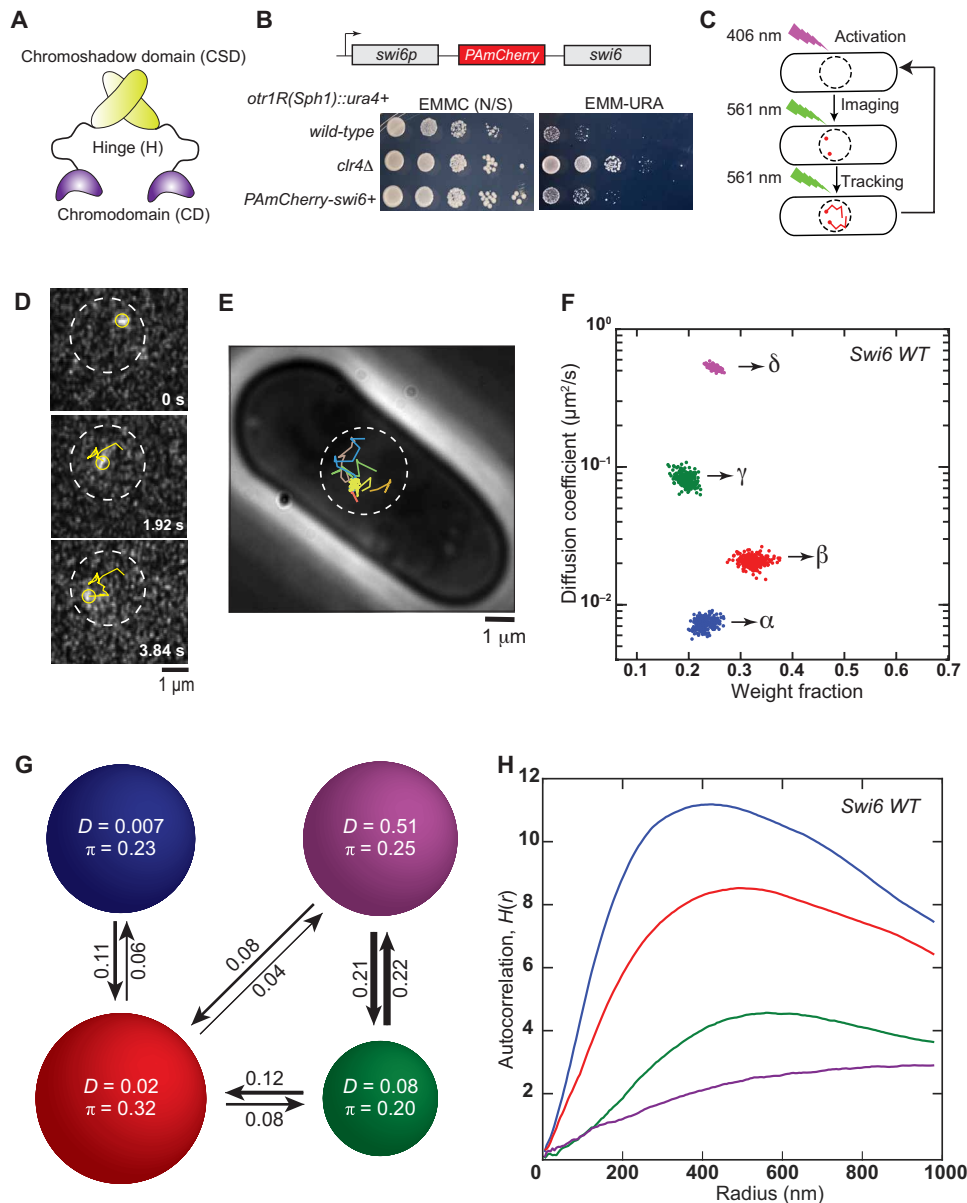 A
Chromoshadow domain (CSD)
Hinge (H)
Chromodomain (CD)
B
swi6p
PAmCherry
swi6
otr1R(Sph1)::ura4+
EMMC (N/S)
EMM-URA
wild-type
clr4Δ
PAmCherry-swi6+
C
406 nm
Activation
Imaging
561 nm
561 nm
Tracking
D
0 s
1.92 s
3.84 s
1 µm
E
1 µm
F
Swi6 WT
Diffusion coefficient (µm²/s)
10⁰
10⁻¹
10⁻²
δ
γ
β
α
0.1 0.2 0.3 0.4 0.5 0.6 0.7
Weight fraction
G
D = 0.007
π = 0.23
D = 0.51
π = 0.25
0.11
0.06
0.08
0.04
0.21
0.22
D = 0.02
π = 0.32
0.12
0.08
D = 0.08
π = 0.20
H
Swi6 WT
Autocorrelation, H(r)
12
10
8
6
4
2
0 200 400 600 800 1000
Radius (nm)